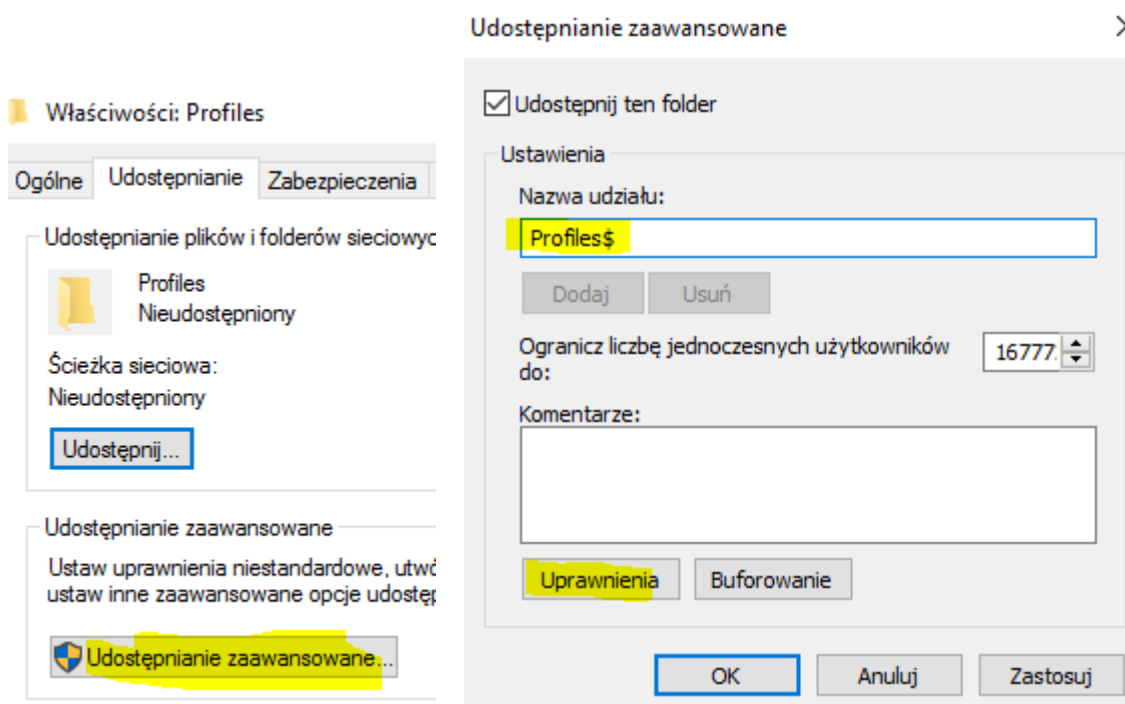 Właściwości: Profiles
Ogólne
Udostępnianie
Zabezpieczenia
Udostępnianie plików i folderów sieciowyc
Profiles
Nieudostępniony
Ścieżka sieciowa:
Nieudostępniony
Udostępnij...
Udostępnianie zaawansowane
Ustaw uprawnienia niestandardowe, utwó
ustaw inne zaawansowane opcje udostęp
Udostępnianie zaawansowane...
Udostępnianie zaawansowane
Udostępnij ten folder
Ustawienia
Nazwa udziału:
Profiles$
Dodaj
Usuń
Ogranicz liczbę jednoczesnych użytkowników
do:
16777
Komentarze:
Uprawnienia
Buforowanie
OK
Anuluj
Zastosuj